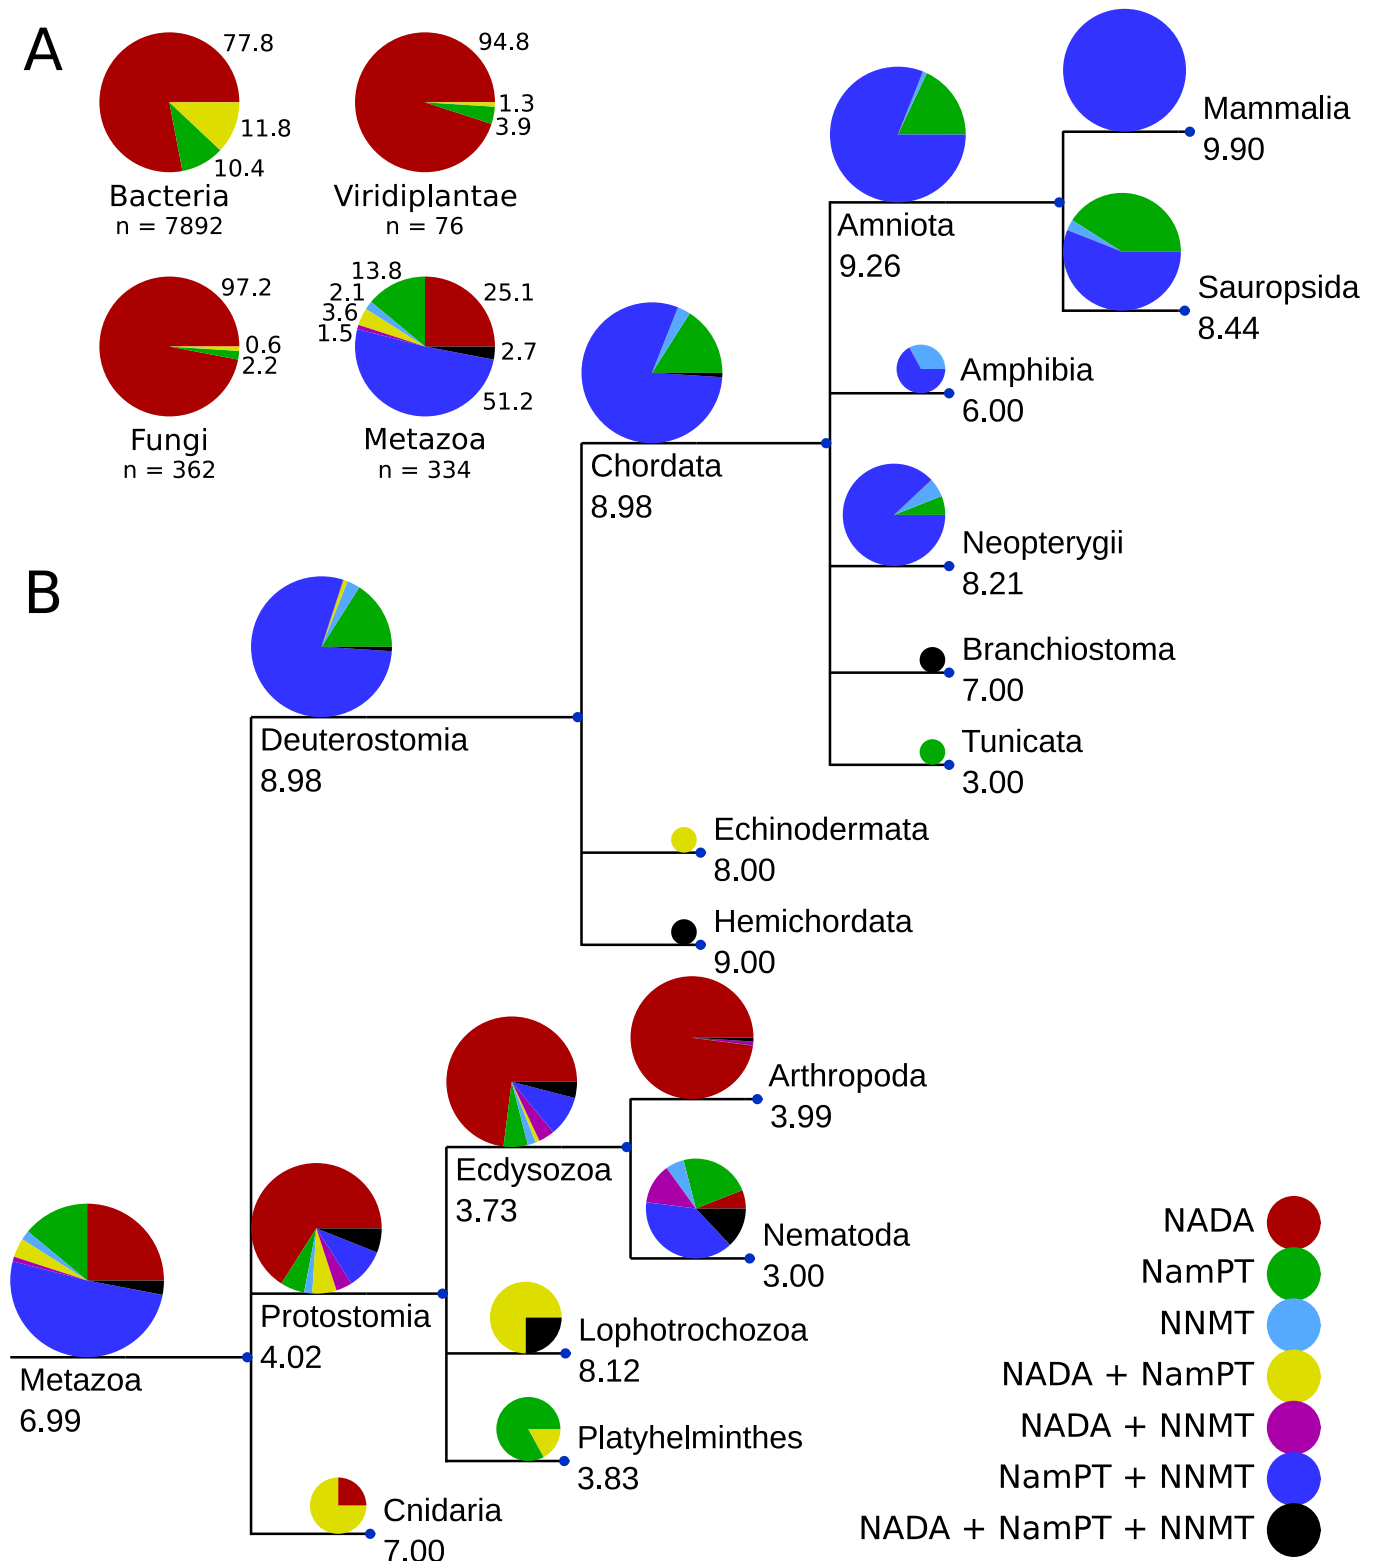 A
77.8
11.8
10.4
Bacteria
n = 7892
94.8
1.3
3.9
Viridiplantae
n = 76
97.2
0.6
2.2
Fungi
n = 362
13.8
2.1
3.6
1.5
25.1
2.7
51.2
Metazoa
n = 334
B
Mammalia
9.90
Amniota
9.26
Sauropsida
8.44
Amphibia
6.00
Chordata
8.98
Neopterygii
8.21
Branchiostoma
7.00
Deuterostomia
8.98
Tunicata
3.00
Echinodermata
8.00
Hemichordata
9.00
Arthropoda
3.99
Ecdysozoa
3.73
Nematoda
3.00
Protostomia
4.02
Lophotrochozoa
8.12
Metazoa
6.99
Platyhelminthes
3.83
Cnidaria
7.00
NADA
NamPT
NNMT
NADA + NamPT
NADA + NNMT
NamPT + NNMT
NADA + NamPT + NNMT